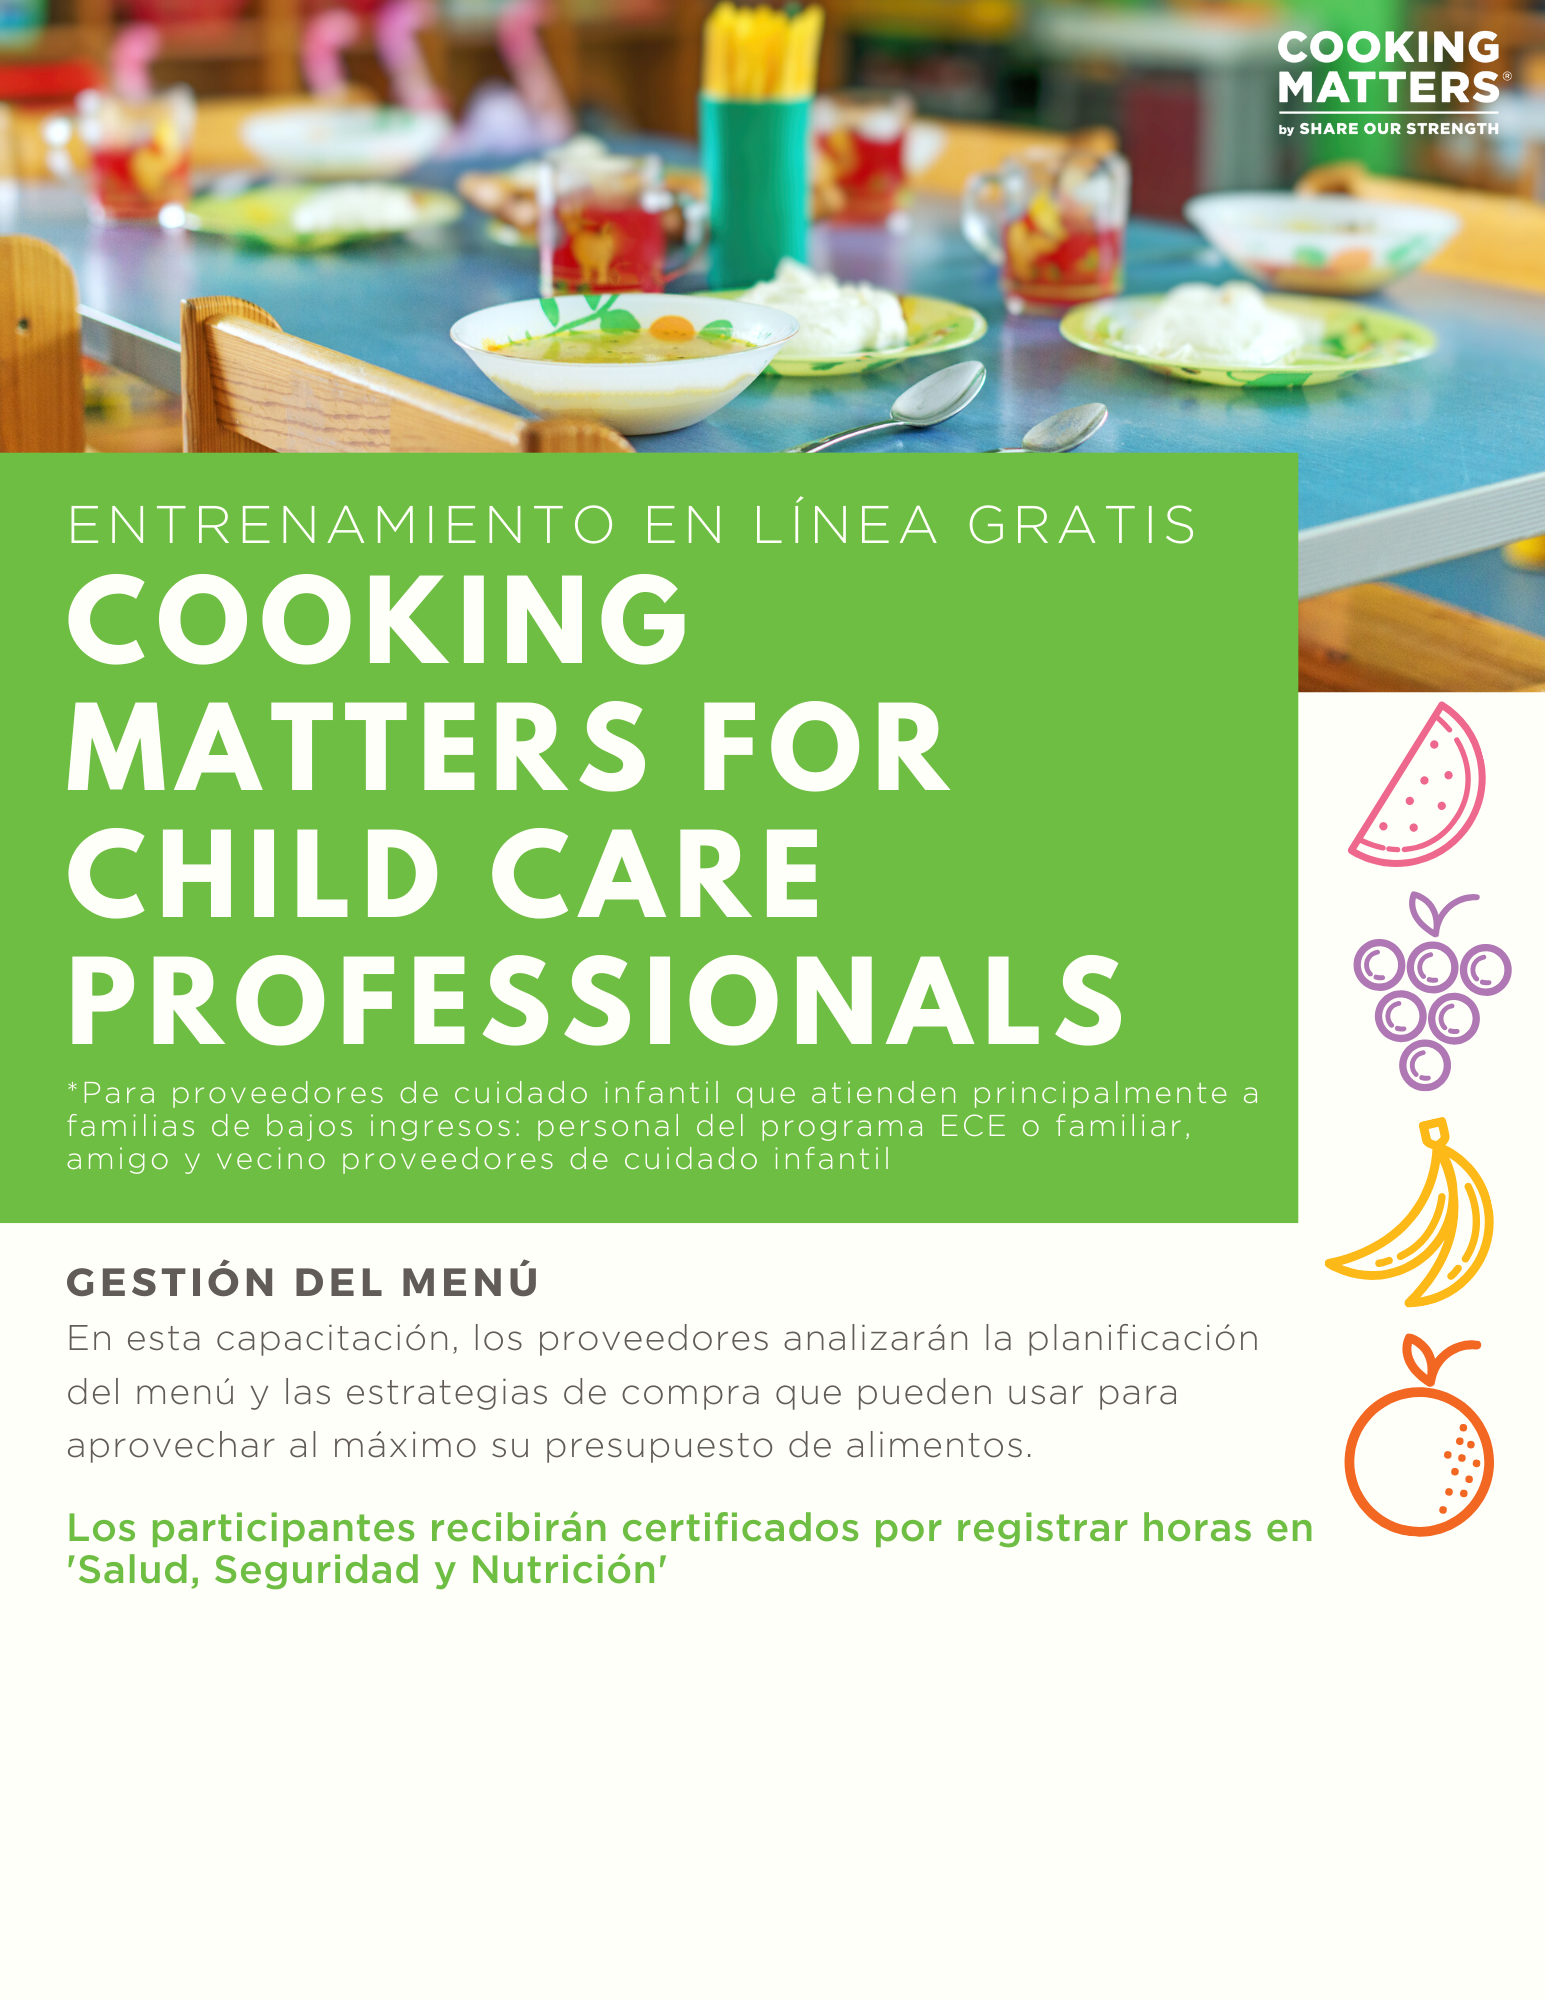 COOKING
MATTERS®
by SHARE OUR STRENGTH
ENTRENAMIENTO EN LÍNEA GRATIS
COOKING
MATTERS FOR
CHILD CARE
PROFESSIONALS
*Para proveedores de cuidado infantil que atienden principalmente a
familias de bajos ingresos: personal del programa ECE o familiar,
amigo y vecino proveedores de cuidado infantil
GESTIÓN DEL MENÚ
En esta capacitación, los proveedores analizarán la planificación
del menú y las estrategias de compra que pueden usar para
aprovechar al máximo su presupuesto de alimentos.
Los participantes recibirán certificados por registrar horas en
'Salud, Seguridad y Nutrición'